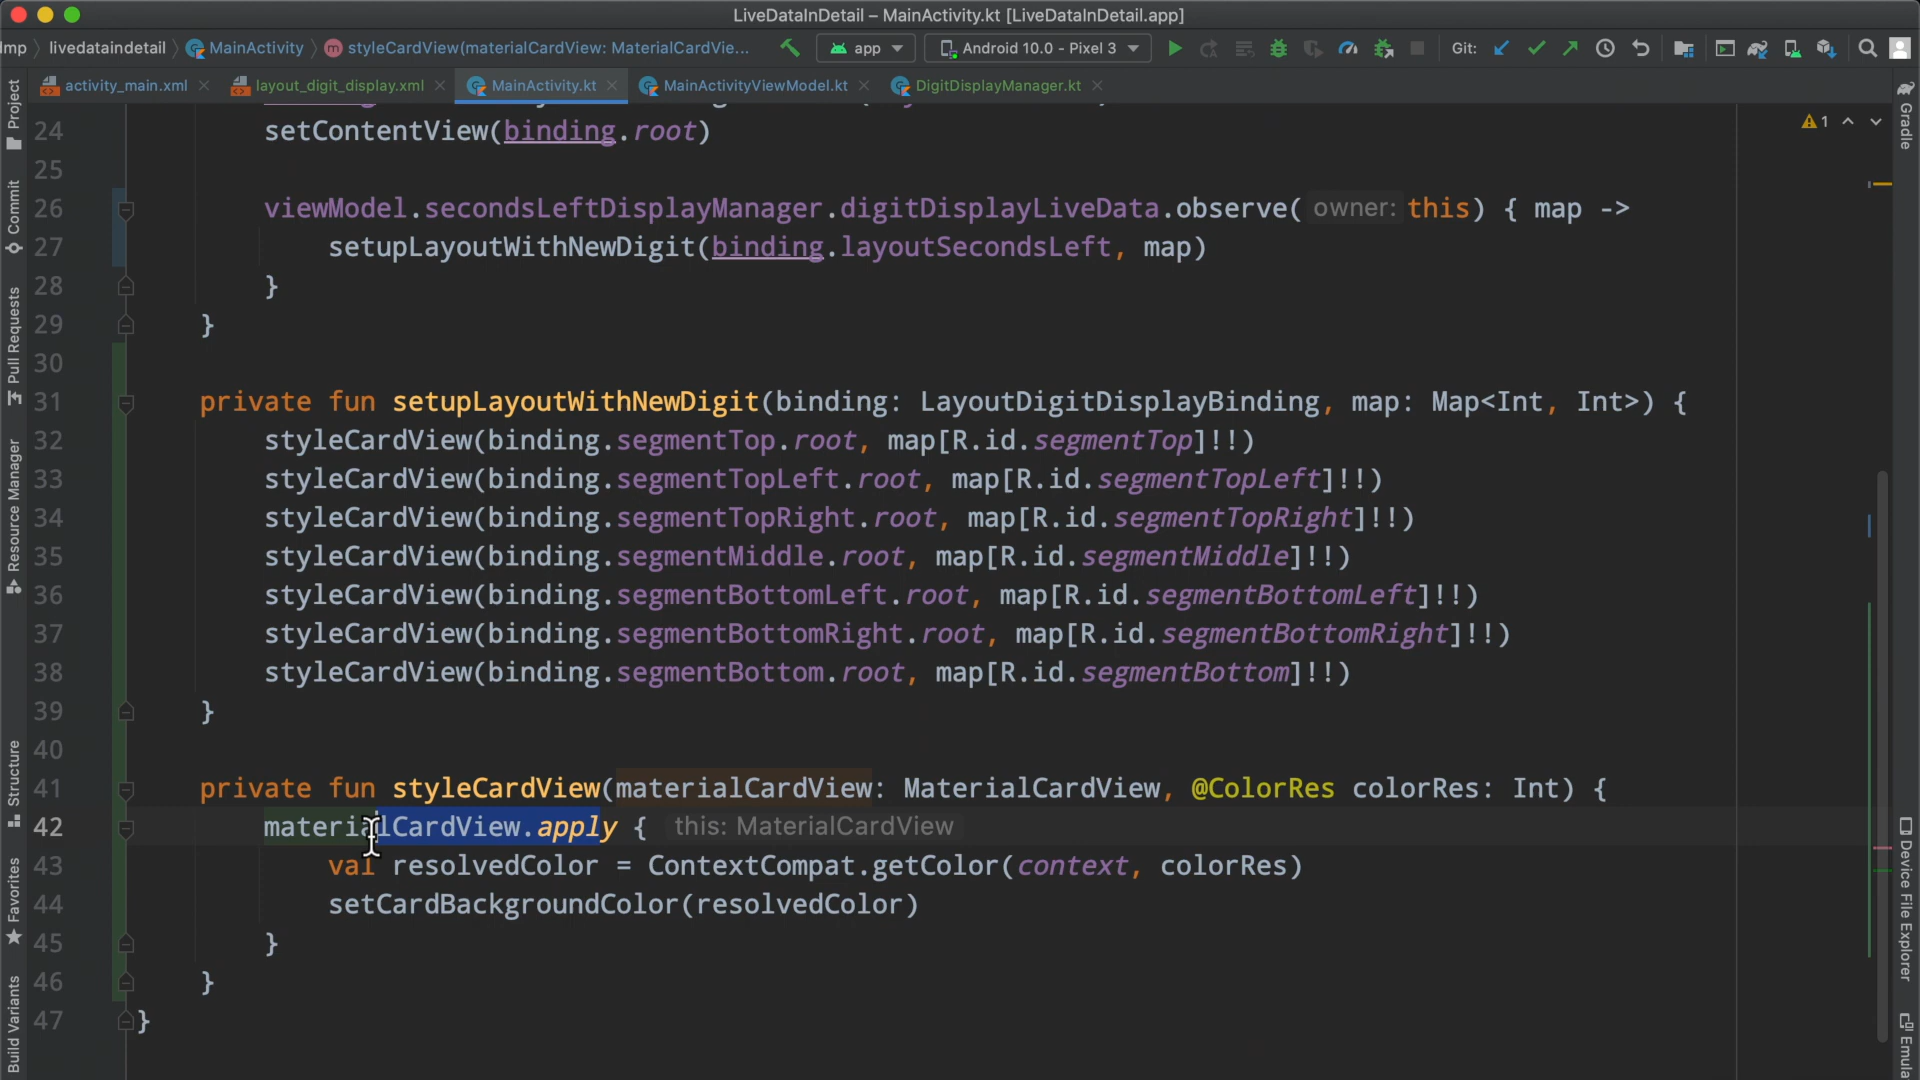 LiveDataInDetail – MainActivity.kt [LiveDataInDetail.app]
mp livedataindetail MainActivity m styleCardView(materialCardView: MaterialCardVie... app Android 10.0 - Pixel 3 Git:
activity_main.xml layout_digit_display.xml MainActivity.kt MainActivityViewModel.kt DigitDisplayManager.kt
24 setContentView(binding.root)
25
26 viewModel.secondsLeftDisplayManager.digitDisplayLiveData.observe( owner: this) { map ->
27 setupLayoutWithNewDigit(binding.layoutSecondsLeft, map)
28 }
29 }
30
31 private fun setupLayoutWithNewDigit(binding: LayoutDigitDisplayBinding, map: Map<Int, Int>) {
32 styleCardView(binding.segmentTop.root, map[R.id.segmentTop]!!)
33 styleCardView(binding.segmentTopLeft.root, map[R.id.segmentTopLeft]!!)
34 styleCardView(binding.segmentTopRight.root, map[R.id.segmentTopRight]!!)
35 styleCardView(binding.segmentMiddle.root, map[R.id.segmentMiddle]!!)
36 styleCardView(binding.segmentBottomLeft.root, map[R.id.segmentBottomLeft]!!)
37 styleCardView(binding.segmentBottomRight.root, map[R.id.segmentBottomRight]!!)
38 styleCardView(binding.segmentBottom.root, map[R.id.segmentBottom]!!)
39 }
40
41 private fun styleCardView(materialCardView: MaterialCardView, @ColorRes colorRes: Int) {
42 materialCardView.apply { this: MaterialCardView
43 val resolvedColor = ContextCompat.getColor(context, colorRes)
44 setCardBackgroundColor(resolvedColor)
45 }
46 }
47 }
1
Project
Commit
Pull Requests
Resource Manager
Structure
Favorites
Build Variants
Gradle
Device File Explorer
Emula